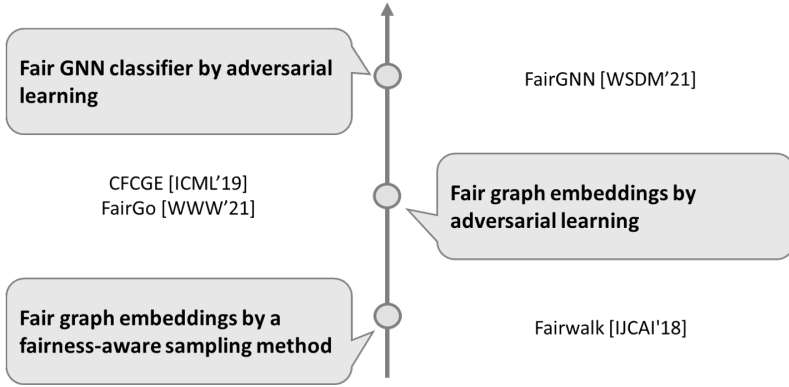 Fair GNN classifier by adversarial
learning
FairGNN [WSDM'21]
CFCGE [ICML'19]
FairGo [WWW'21]
Fair graph embeddings by
adversarial learning
Fair graph embeddings by a
fairness-aware sampling method
Fairwalk [IJCAI'18]